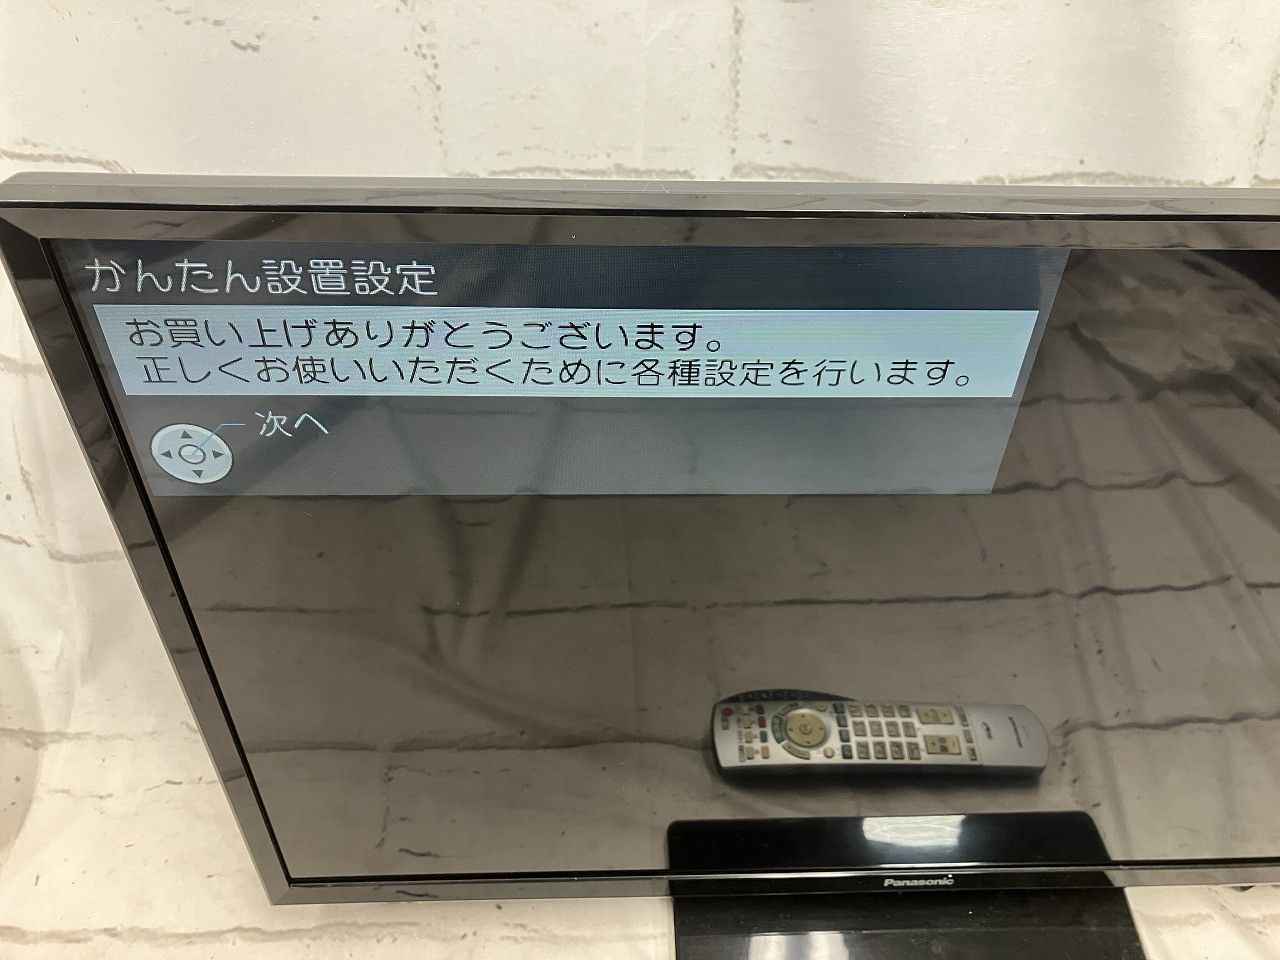 かんたん設置設定
お買い上げありがとうございます。
正しくお使いいただくために各種設定を行います。
次へ
Panasonic